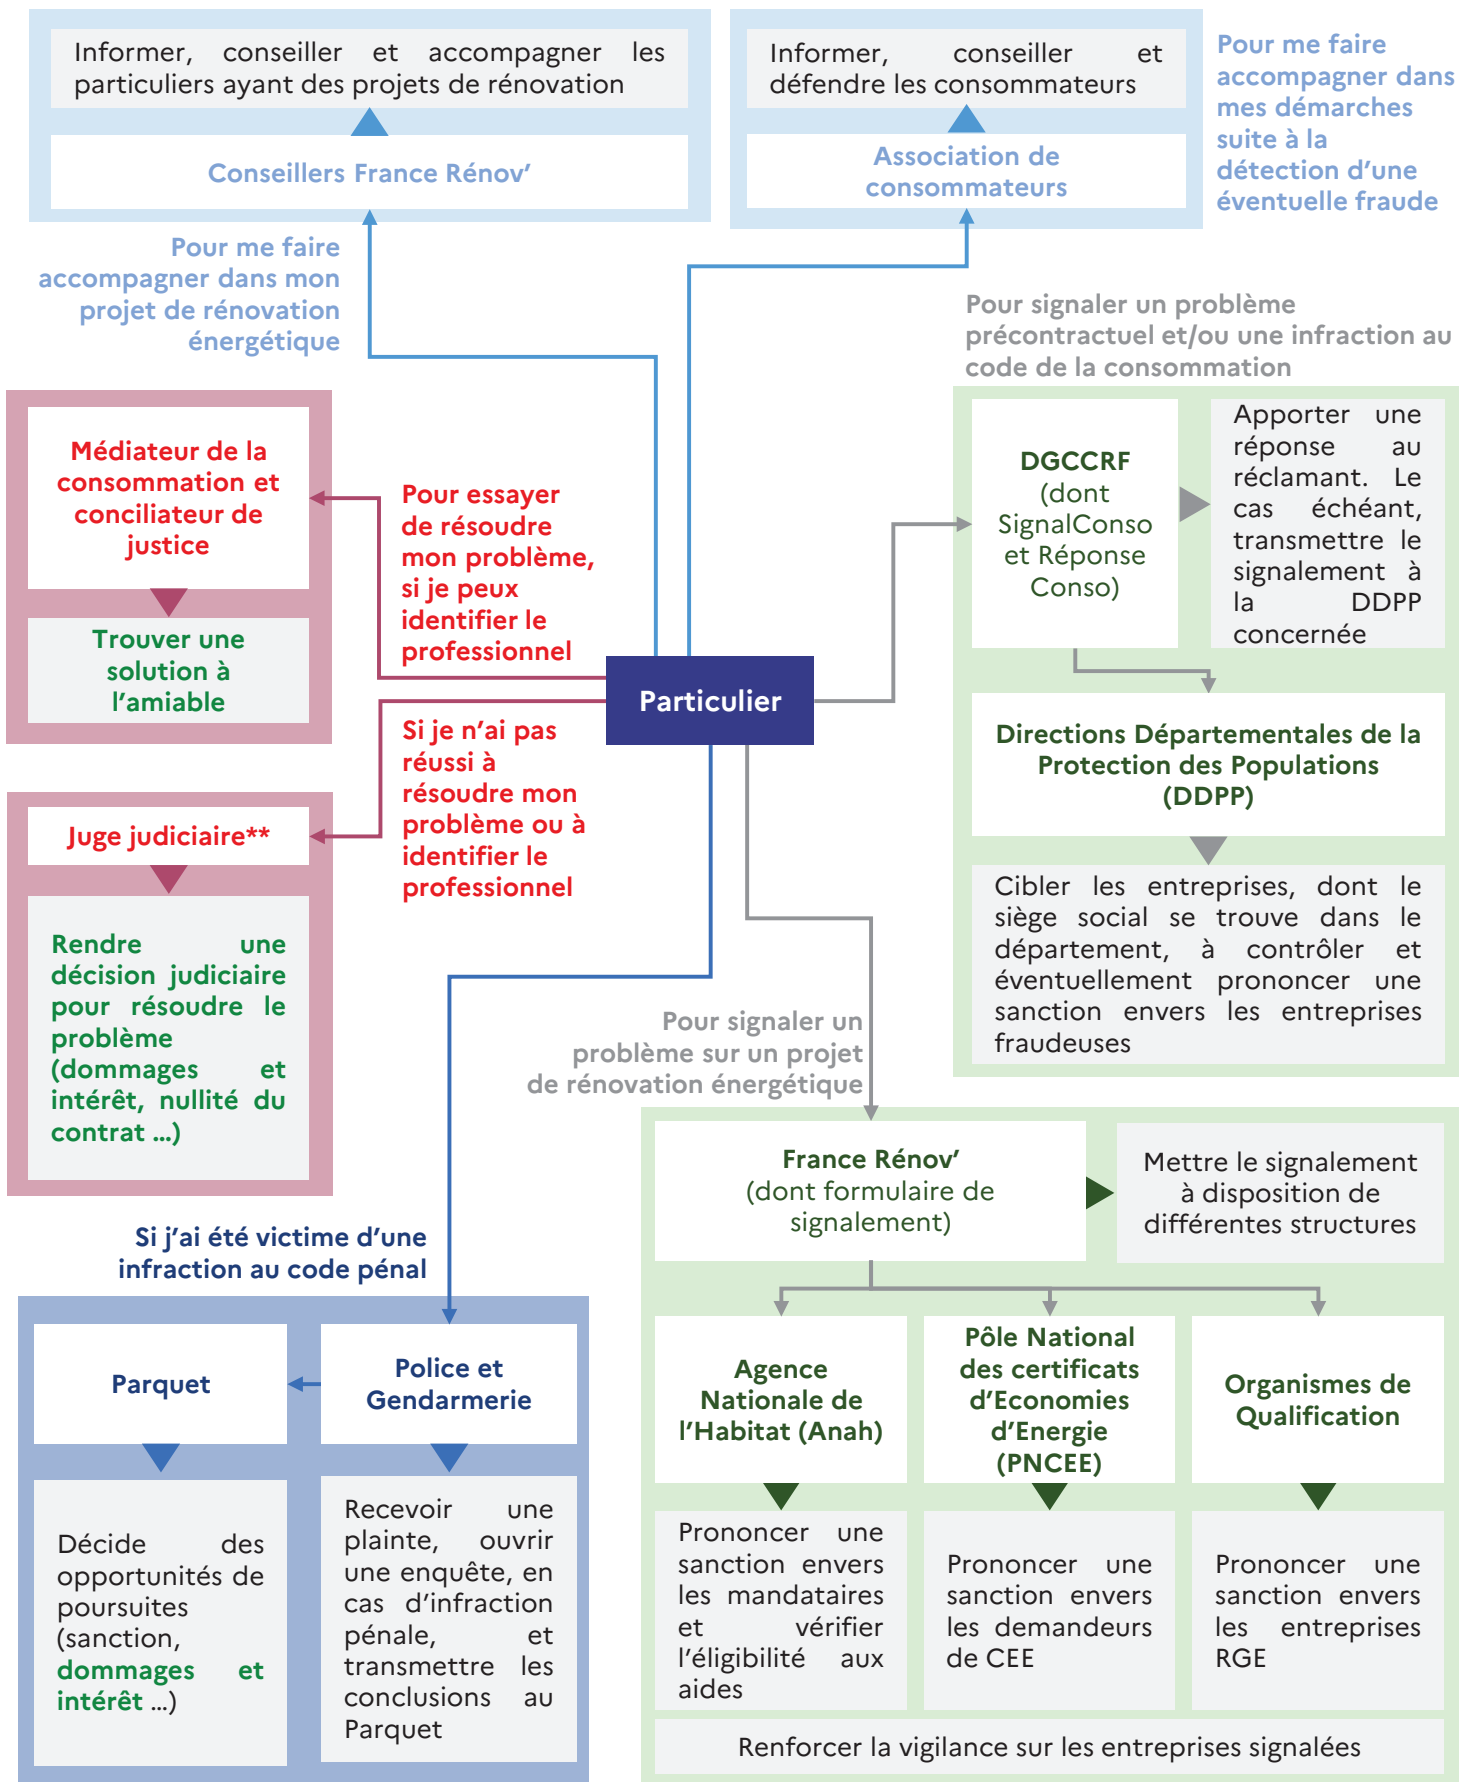 Informer, conseiller et accompagner les
particuliers ayant des projets de rénovation
Conseillers France Rénov’
Pour me faire
accompagner dans mon
projet de rénovation
énergétique
Informer, conseiller et
défendre les consommateurs
Association de
consommateurs
Pour me faire
accompagner dans
mes démarches
suite à la
détection d’une
éventuelle fraude
Pour signaler un problème
précontractuel et/ou une infraction au
code de la consommation
DGCCRF
(dont
SignalConso
et Réponse
Conso)
Apporter une
réponse au
réclamant. Le
cas échéant,
transmettre le
signalement à
la DDPP
concernée
Directions Départementales de la
Protection des Populations
(DDPP)
Cibler les entreprises, dont le
siège social se trouve dans le
département, à contrôler et
éventuellement prononcer une
sanction envers les entreprises
fraudeuses
Médiateur de la
consommation et
conciliateur de
justice
Trouver une
solution à
l’amiable
Pour essayer
de résoudre
mon problème,
si je peux
identifier le
professionnel
Particulier
Si je n’ai pas
réussi à
résoudre mon
problème ou à
identifier le
professionnel
Juge judiciaire**
Rendre une
décision judiciaire
pour résoudre le
problème
(dommages et
intérêt, nullité du
contrat ...)
Pour signaler un
problème sur un projet
de rénovation énergétique
France Rénov’
(dont formulaire de
signalement)
Mettre le signalement
à disposition de
différentes structures
Si j’ai été victime d’une
infraction au code pénal
Parquet
Police et
Gendarmerie
Décide des
opportunités de
poursuites
(sanction,
dommages et
intérêt ...)
Recevoir une
plainte, ouvrir
une enquête, en
cas d’infraction
pénale, et
transmettre les
conclusions au
Parquet
Agence
Nationale de
l’Habitat (Anah)
Pôle National
des certificats
d’Economies
d’Energie
(PNCEE)
Organismes de
Qualification
Prononcer une
sanction envers
les mandataires
et vérifier
l’éligibilité aux
aides
Prononcer une
sanction envers
les demandeurs
de CEE
Prononcer une
sanction envers
les entreprises
RGE
Renforcer la vigilance sur les entreprises signalées